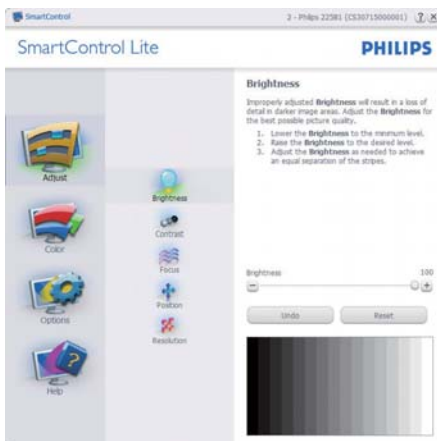 SmartControl
2 - Philips 225B1 (CS30715000001)
SmartControl Lite
PHILIPS
Adjust
Color
Options
Help
Brightness
Contrast
Focus
Position
Resolution
Brightness
Improperly adjusted Brightness will result in a loss of
detail in darker image areas. Adjust the Brightness for
the best possible picture quality.
1. Lower the Brightness to the minimum level.
2. Raise the Brightness to the desired level.
3. Adjust the Brightness as needed to achieve
an equal separation of the stripes.
Brightness 100
Undo Reset